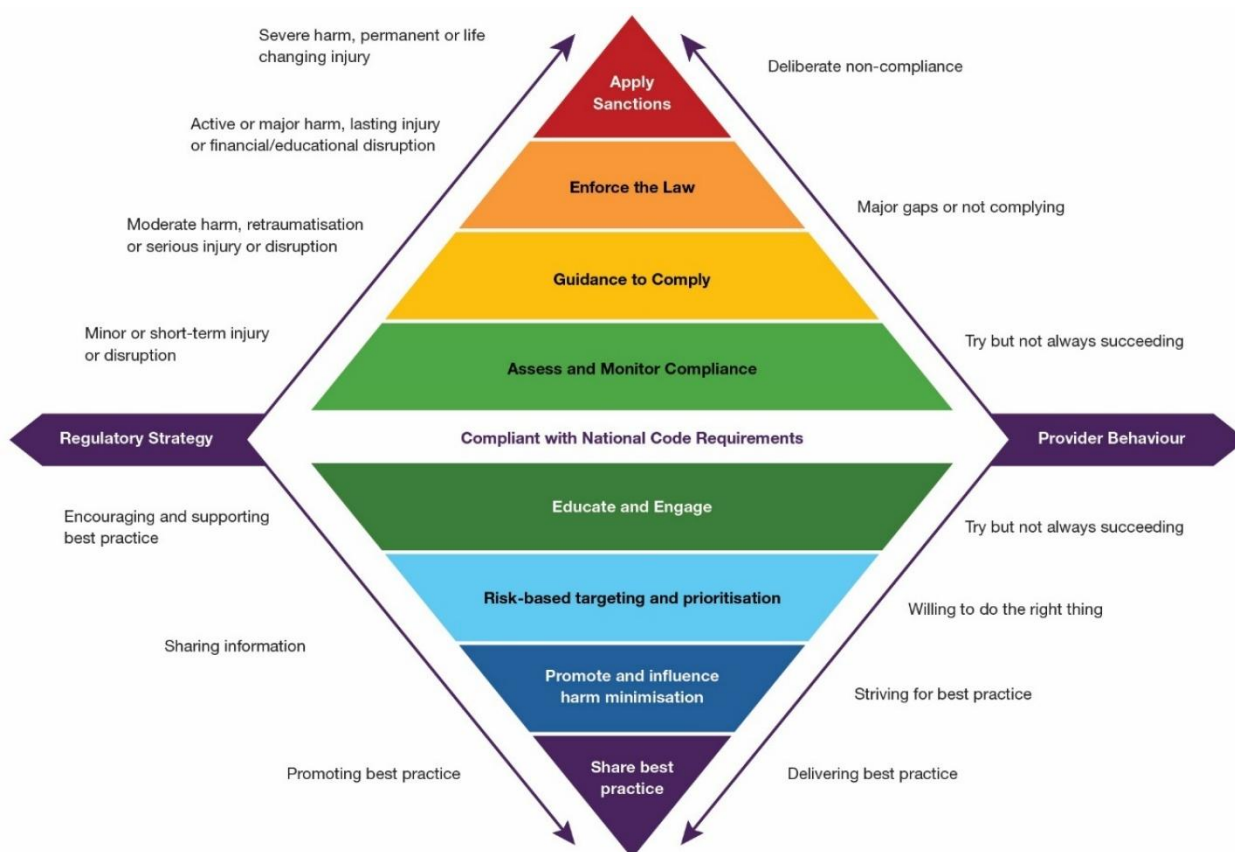 Severe harm, permanent or life
changing injury
Deliberate non-compliance
Apply
Sanctions
Active or major harm, lasting injury
or financial/educational disruption
Enforce the Law
Major gaps or not complying
Moderate harm, retraumatisation
or serious injury or disruption
Guidance to Comply
Minor or short-term injury
or disruption
Try but not always succeeding
Assess and Monitor Compliance
Regulatory Strategy
Compliant with National Code Requirements
Provider Behaviour
Encouraging and supporting
best practice
Educate and Engage
Try but not always succeeding
Risk-based targeting and prioritisation
Willing to do the right thing
Sharing information
Promote and influence
harm minimisation
Striving for best practice
Promoting best practice
Share best
practice
Delivering best practice